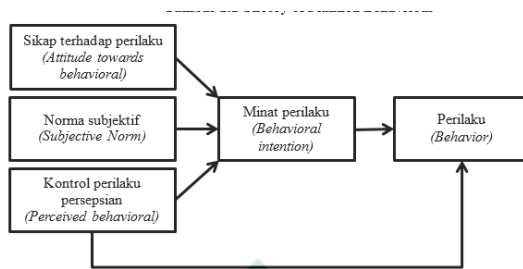 Sikap terhadap perilaku
(Attitude towards
behavioral)
Norma subjektif
(Subjective Norm)
Kontrol perilaku
persepsian
(Perceived behavioral)
Minat perilaku
(Behavioral
intention)
Perilaku
(Behavior)